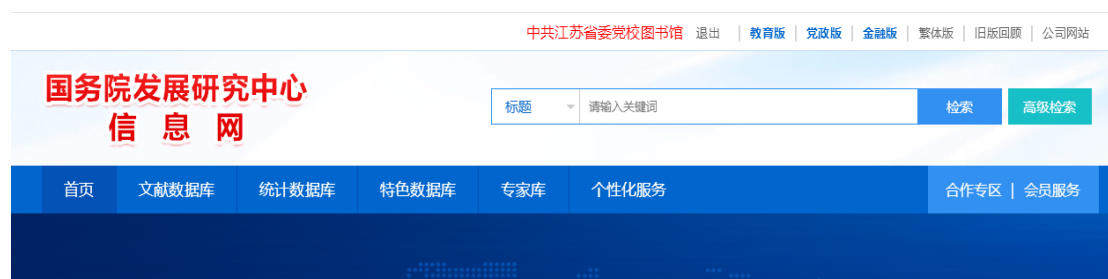 中共江苏省委党校图书馆 退出 | 教育版 | 党政版 | 金融版 | 繁体版 | 旧版回顾 | 公司网站
国务院发展研究中心
信息网
标题 请输入关键词 检索 高级检索
首页 文献数据库 统计数据库 特色数据库 专家库 个性化服务 合作专区 | 会员服务